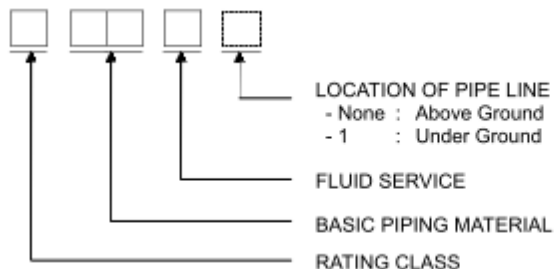 LOCATION OF PIPE LINE
- None : Above Ground
- 1 : Under Ground
FLUID SERVICE
BASIC PIPING MATERIAL
RATING CLASS